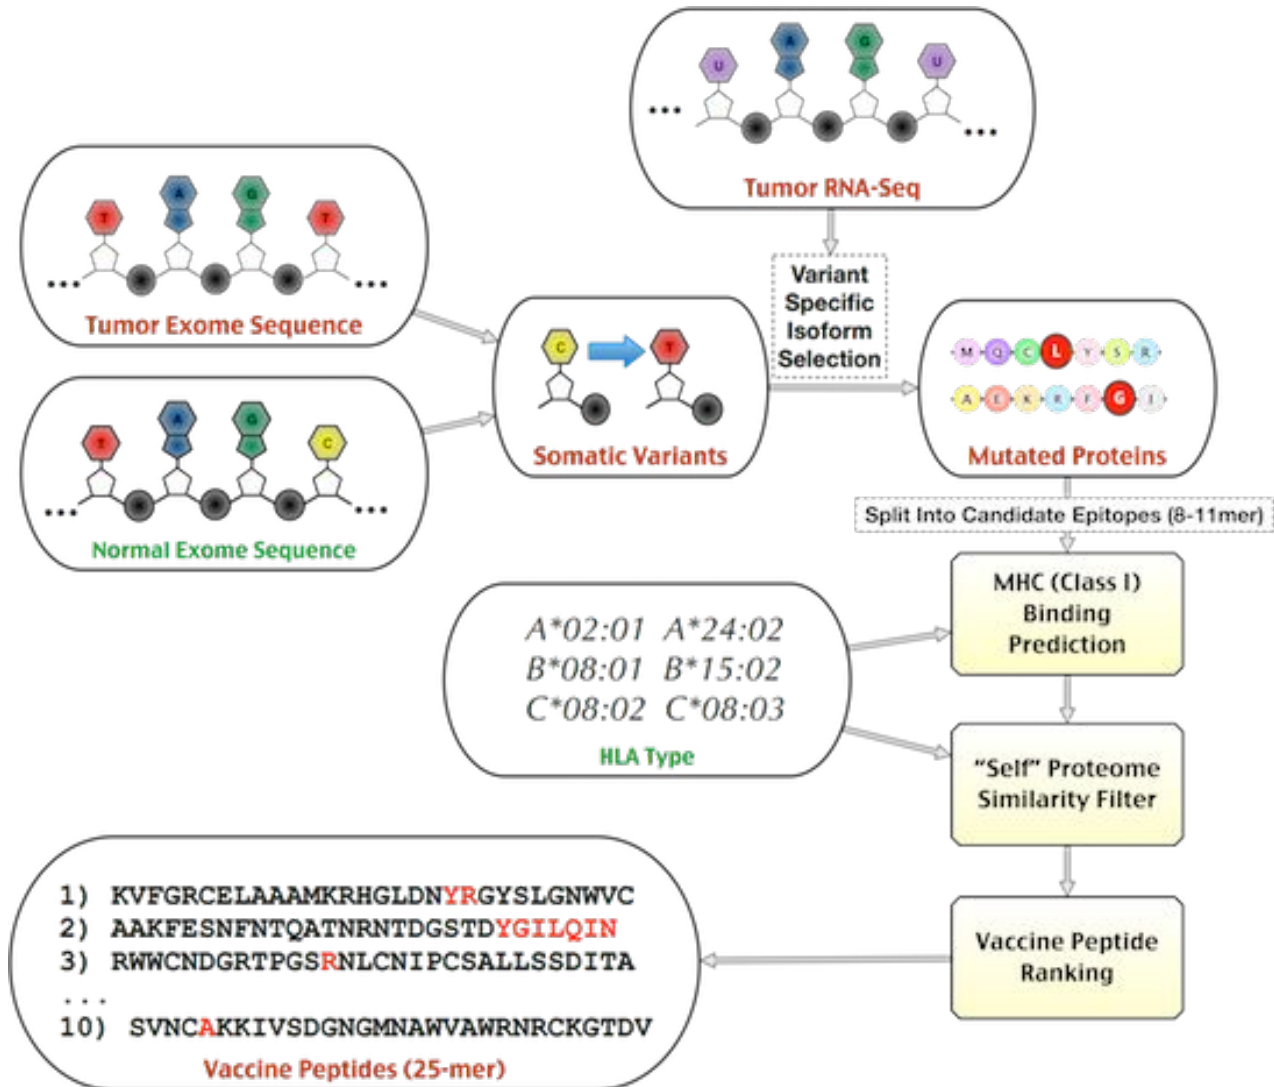 U A G U
... ...
Tumor RNA-Seq
T A G T
... ...
Tumor Exome Sequence
T A G C
... ...
Normal Exome Sequence
C T
Somatic Variants
Variant
Specific
Isoform
Selection
M Q C L Y S R
A E K R F G I
Mutated Proteins
Split Into Candidate Epitopes (8-11mer)
MHC (Class I)
Binding
Prediction
A*02:01 A*24:02
B*08:01 B*15:02
C*08:02 C*08:03
HLA Type
"Self" Proteome
Similarity Filter
Vaccine Peptide
Ranking
1) KVFGRCELAAAMKRHGLDNYRGYSLGNWVC
2) AAKFESNFNTQATNRNTDGSTDYGILQIN
3) RWWCNDGRTPGSRNLCNIPCSALLSSDITA
...
10) SVNCAKKIVSDGNGMNAWVAWRNRCKGTDV
Vaccine Peptides (25-mer)